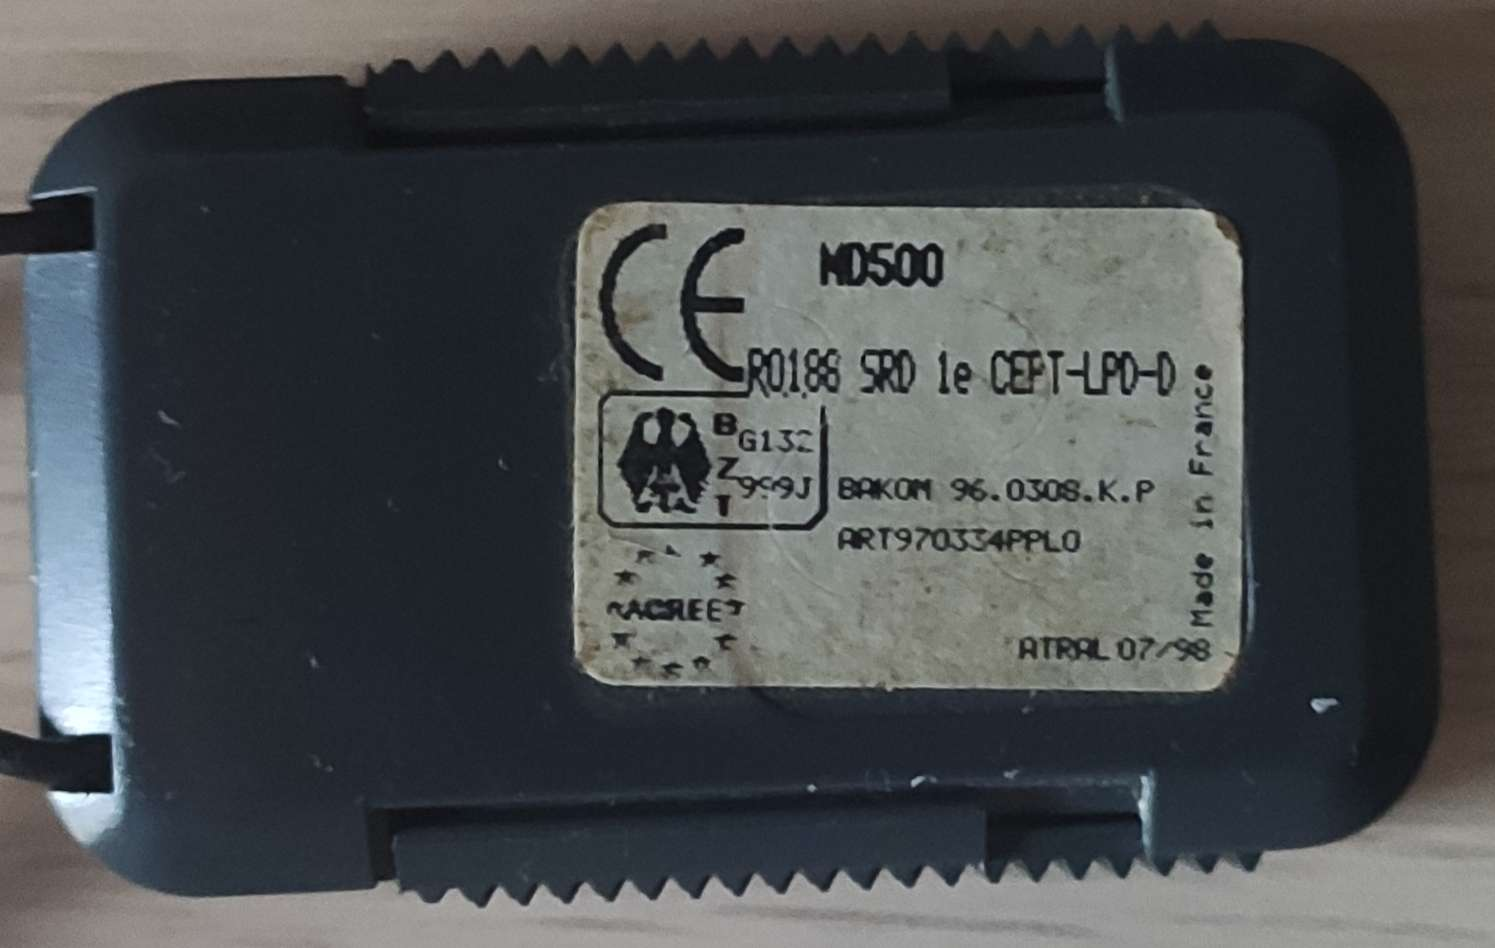 CE MD500
R0188 SRD 1e CEPT-LPD-D
B G132
Z 999J
T
BAKOM 96.0308.K.P
ART970334PPL0
ATRAL 07/98
Made in France